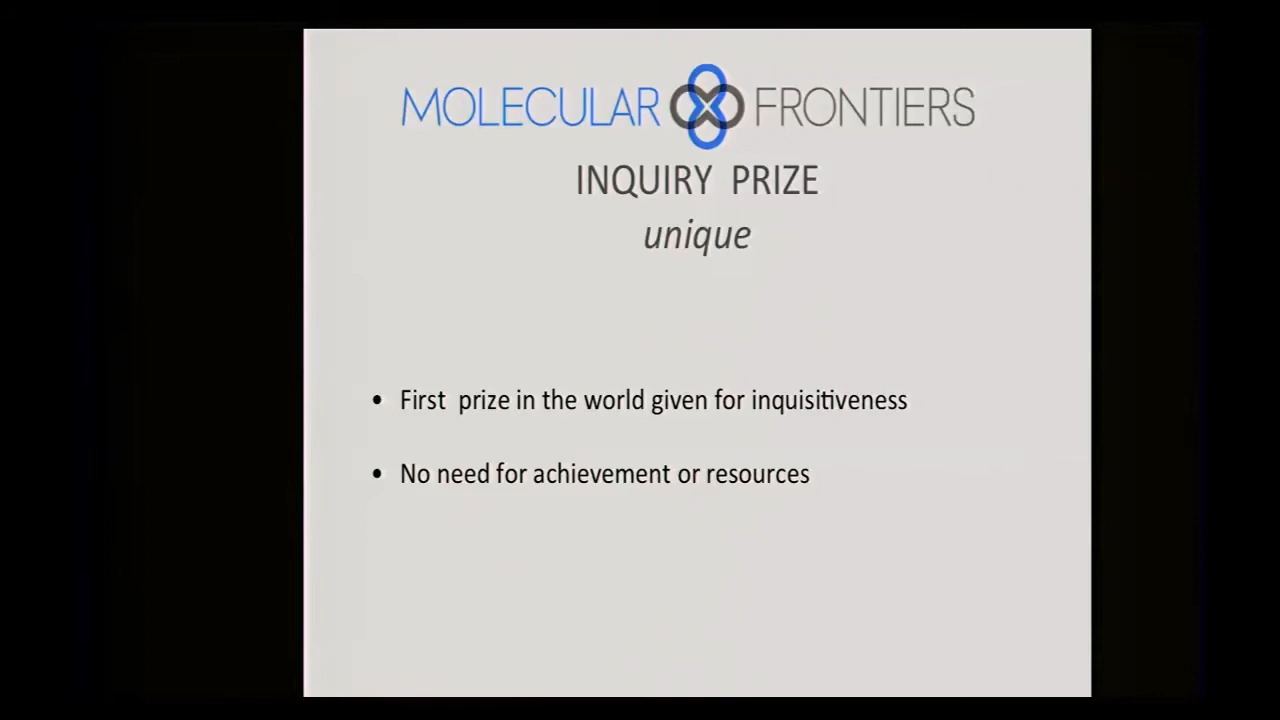 MOLECULAR FRONTIERS
INQUIRY PRIZE
unique
• First prize in the world given for inquisitiveness
• No need for achievement or resources